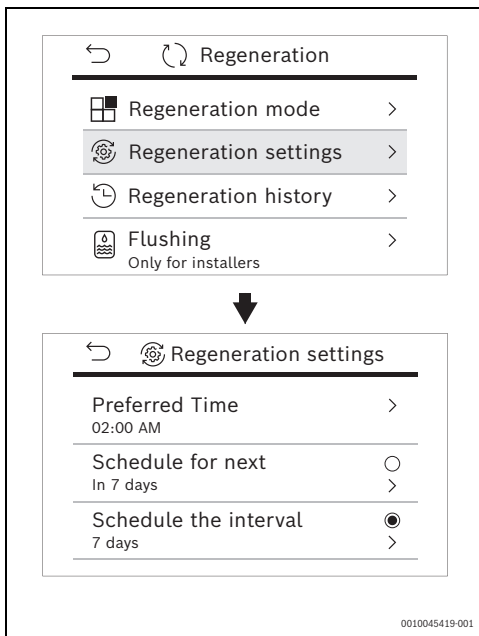 Regeneration
Regeneration mode
Regeneration settings
Regeneration history
Flushing
Only for installers
Regeneration settings
Preferred Time
02:00 AM
Schedule for next
In 7 days
Schedule the interval
7 days
0010045419-001